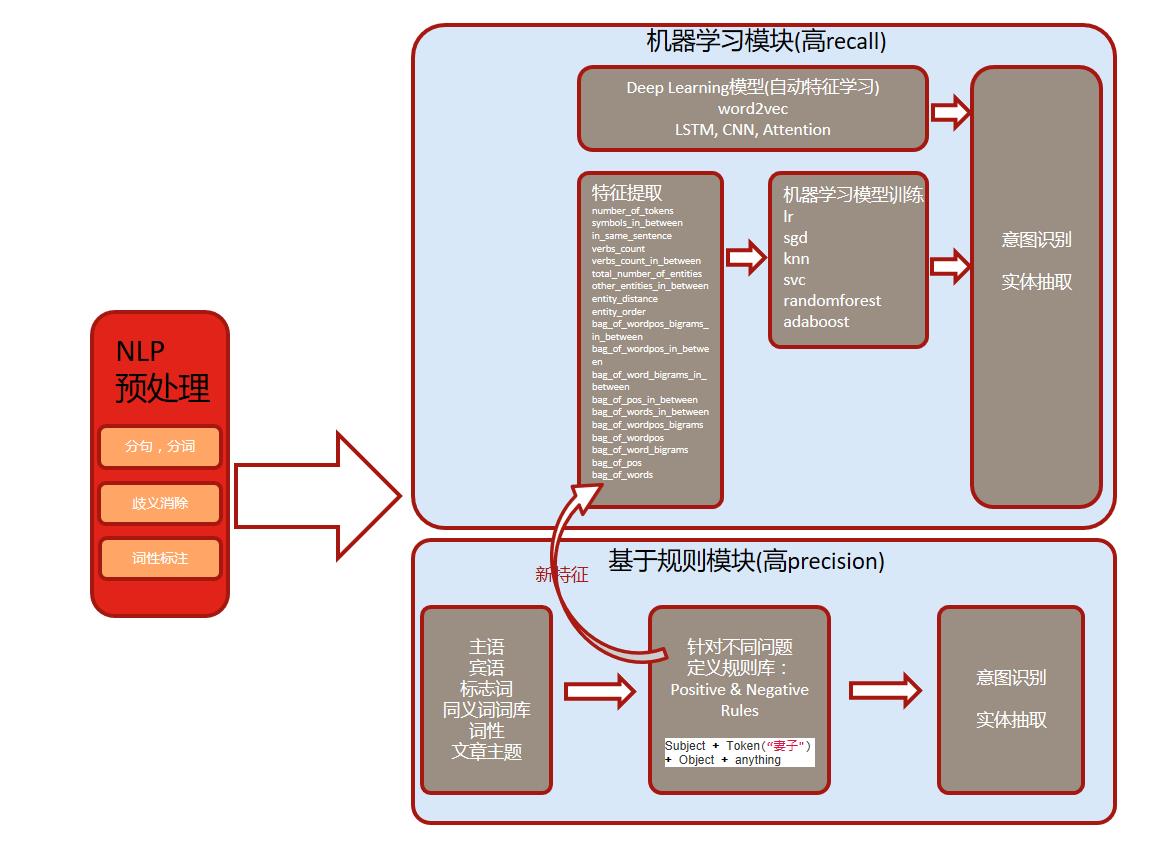 NLP
预处理
分句，分词
歧义消除
词性标注
机器学习模块(高recall)
Deep Learning模型(自动特征学习)
word2vec
LSTM, CNN, Attention
特征提取
number_of_tokens
symbols_in_between
in_same_sentence
verbs_count
verbs_count_in_between
total_number_of_entities
other_entities_in_between
entity_distance
entity_order
bag_of_wordpos_bigrams_
in_between
bag_of_wordpos_in_betwe
en
bag_of_word_bigrams_in_
between
bag_of_pos_in_between
bag_of_words_in_between
bag_of_wordpos_bigrams
bag_of_wordpos
bag_of_word_bigrams
bag_of_pos
bag_of_words
机器学习模型训练
lr
sgd
knn
svc
randomforest
adaboost
意图识别
实体抽取
新特征
基于规则模块(高precision)
主语
宾语
标志词
同义词词库
词性
文章主题
针对不同问题
定义规则库：
Positive & Negative
Rules
Subject + Token(“妻子")
+ Object + anything
意图识别
实体抽取